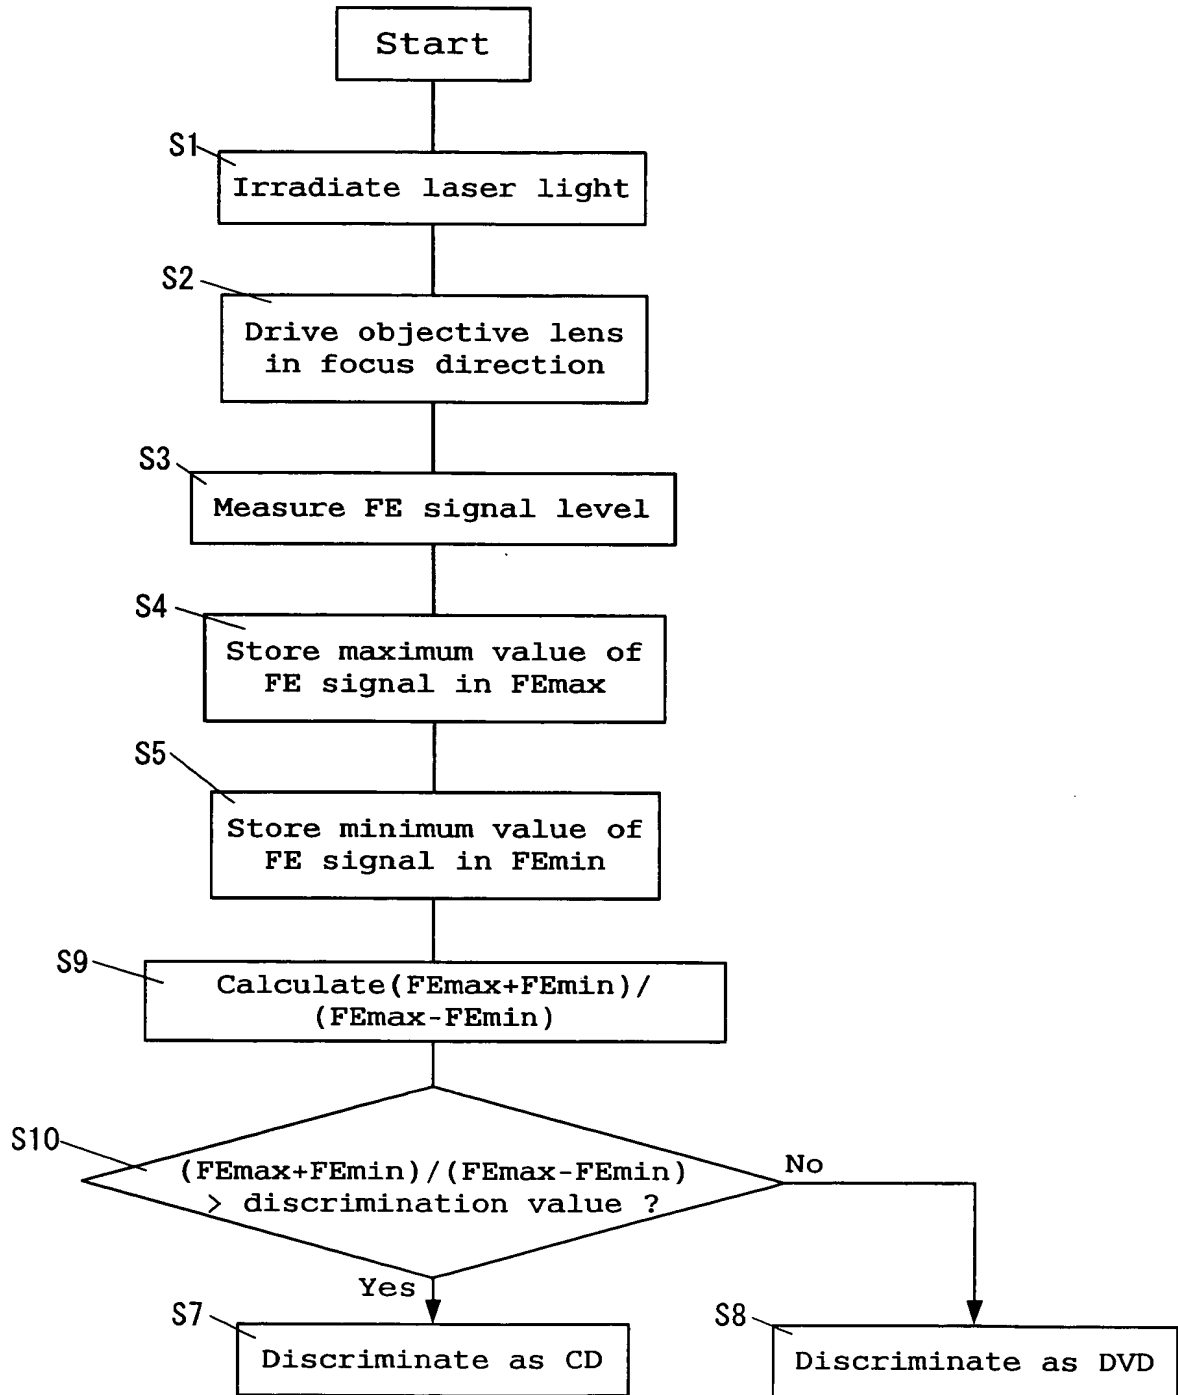 Start
S1
Irradiate laser light
S2
Drive objective lens
in focus direction
S3
Measure FE signal level
S4
Store maximum value of
FE signal in FEmax
S5
Store minimum value of
FE signal in FEmin
S9
Calculate(FEmax+FEmin)/
(FEmax-FEmin)
S10
(FEmax+FEmin)/(FEmax-FEmin)
> discrimination value ?
No
Yes
S7
Discriminate as CD
S8
Discriminate as DVD